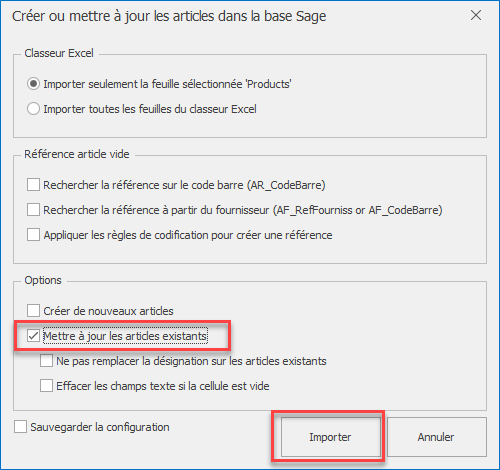 Créer ou mettre à jour les articles dans la base Sage
Classeur Excel
Importer seulement la feuille sélectionnée 'Products'
Importer toutes les feuilles du classeur Excel
Référence article vide
Rechercher la référence sur le code barre (AR_CodeBarre)
Rechercher la référence à partir du fournisseur (AF_RefFourniss or AF_CodeBarre)
Appliquer les règles de codification pour créer une référence
Options
Créer de nouveaux articles
Mettre à jour les articles existants
Ne pas remplacer la désignation sur les articles existants
Effacer les champs texte si la cellule est vide
Sauvegarder la configuration
Importer
Annuler